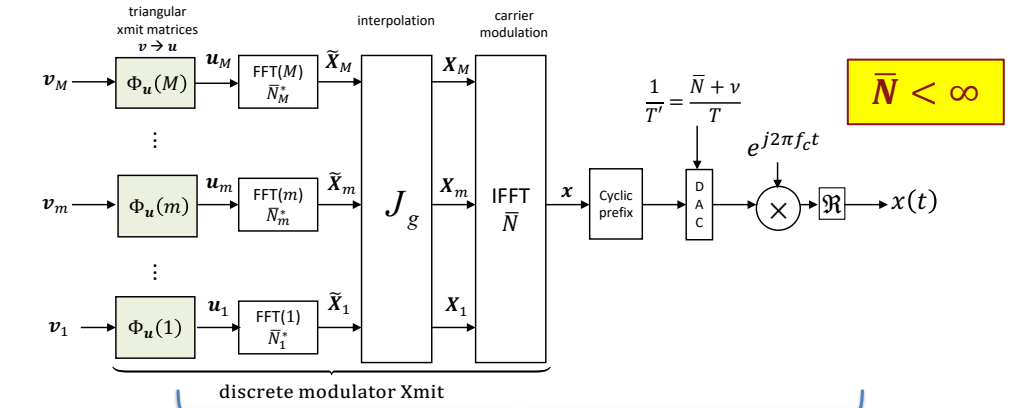 triangular
xmit matrices
v → u
interpolation
carrier
modulation
v_M
Φ_u(M)
u_M
FFT(M)
N̅*_M
X̃_M
X_M
1/T′ = (N̅ + ν)/T
N̅ < ∞
⋮
⋮
e^{j2πf_c t}
v_m
Φ_u(m)
u_m
FFT(m)
N̅*_m
X̃_m
J_g
X_m
IFFT
N̅
x
Cyclic
prefix
D
A
C
×
ℜ
x(t)
⋮
v_1
Φ_u(1)
u_1
FFT(1)
N̅*_1
X̃_1
X_1
discrete modulator Xmit